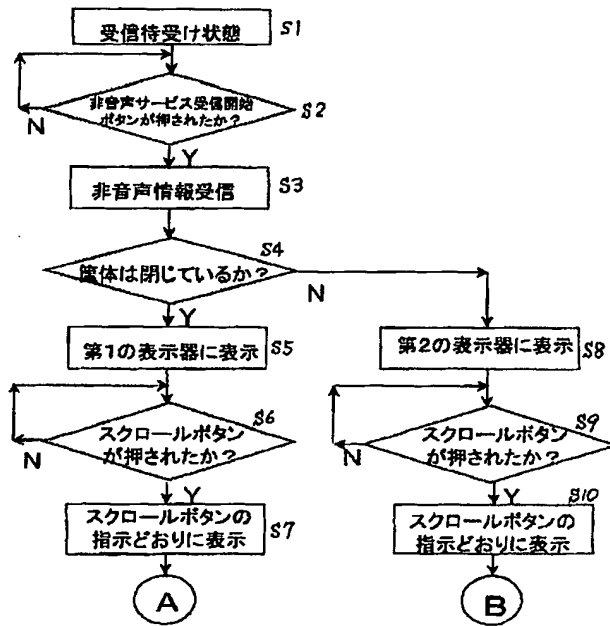 受信待受け状態
S1
非音声サービス受信開始
ボタンが押されたか?
S2
N
Y
非音声情報受信
S3
S4
筐体は閉じているか?
N
Y
第1の表示器に表示
S5
第2の表示器に表示
S8
S6
スクロールボタン
が押されたか?
N
Y
S9
スクロールボタン
が押されたか?
N
Y
スクロールボタンの
指示どおりに表示
S7
S10
スクロールボタンの
指示どおりに表示
A
B